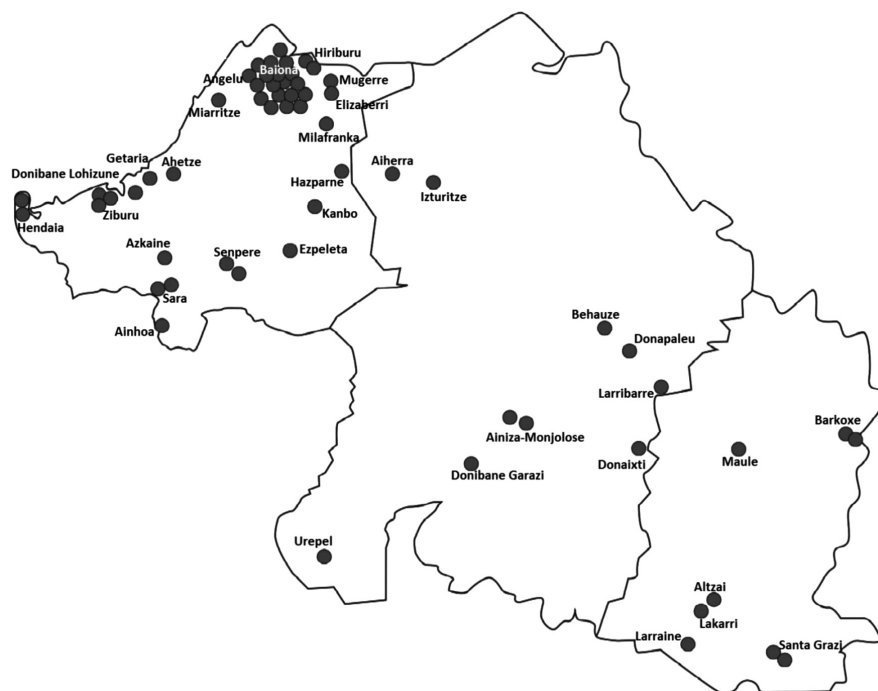 Hiriburu
Baiona
Angelu
Mugerre
Elizaberri
Miarritze
Milafranka
Getaria
Ahetze
Aiherra
Donibane Lohizune
Hazparne
Izturitze
Kanbo
Ziburu
Hendaia
Azkaine
Senpere
Ezpeleta
Sara
Ainhoa
Behauze
Donapaleu
Larribarre
Barkoxe
Ainiza-Monjolose
Donaixti
Maule
Donibane Garazi
Urepel
Altzai
Lakarri
Larraine
Santa Grazi